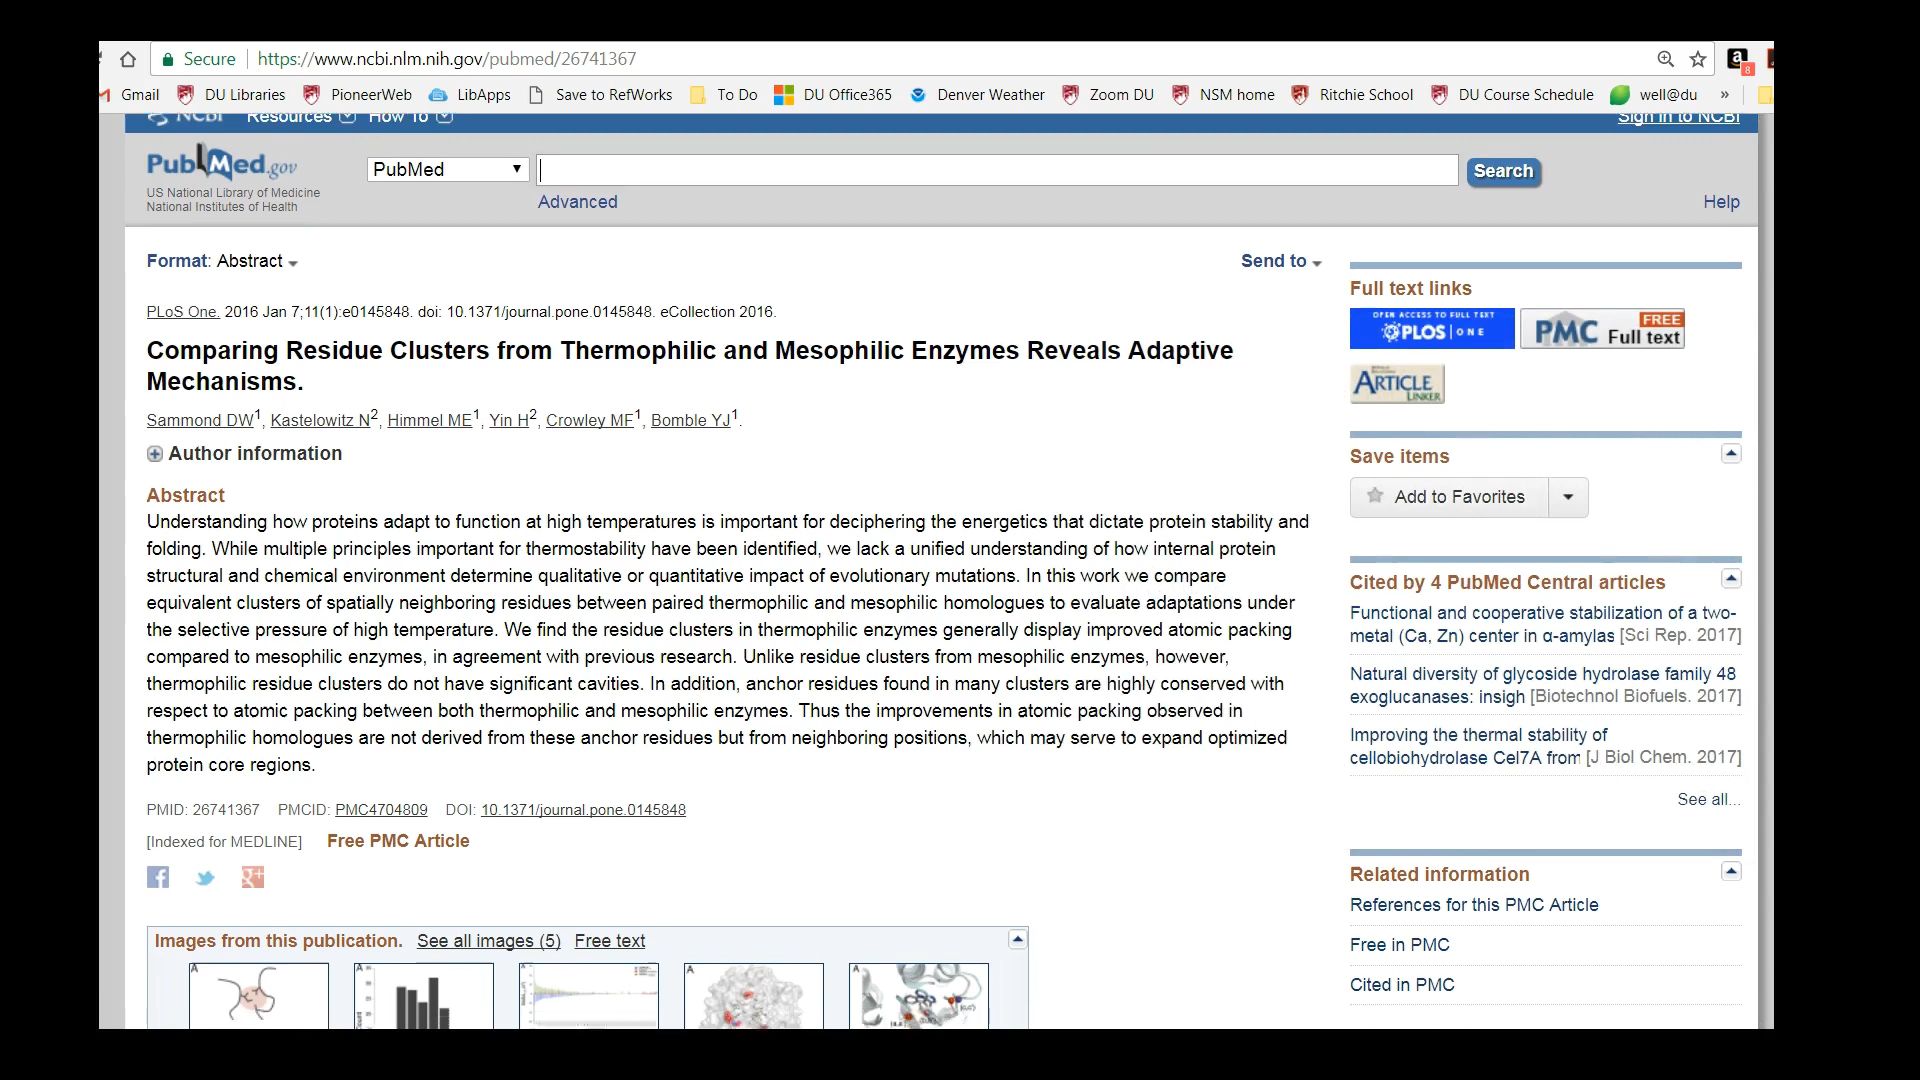 Secure https://www.ncbi.nlm.nih.gov/pubmed/26741367
8
Gmail DU Libraries PioneerWeb LibApps Save to RefWorks To Do DU Office365 Denver Weather Zoom DU NSM home Ritchie School DU Course Schedule well@du »
NCBI Resources How To Sign in to NCBI
PubMed.gov
US National Library of Medicine
National Institutes of Health
PubMed
Search
Advanced
Help
Format: Abstract
Send to
PLoS One. 2016 Jan 7;11(1):e0145848. doi: 10.1371/journal.pone.0145848. eCollection 2016.
Comparing Residue Clusters from Thermophilic and Mesophilic Enzymes Reveals Adaptive
Mechanisms.
Sammond DW1, Kastelowitz N2, Himmel ME1, Yin H2, Crowley MF1, Bomble YJ1.
Author information
Abstract
Understanding how proteins adapt to function at high temperatures is important for deciphering the energetics that dictate protein stability and
folding. While multiple principles important for thermostability have been identified, we lack a unified understanding of how internal protein
structural and chemical environment determine qualitative or quantitative impact of evolutionary mutations. In this work we compare
equivalent clusters of spatially neighboring residues between paired thermophilic and mesophilic homologues to evaluate adaptations under
the selective pressure of high temperature. We find the residue clusters in thermophilic enzymes generally display improved atomic packing
compared to mesophilic enzymes, in agreement with previous research. Unlike residue clusters from mesophilic enzymes, however,
thermophilic residue clusters do not have significant cavities. In addition, anchor residues found in many clusters are highly conserved with
respect to atomic packing between both thermophilic and mesophilic enzymes. Thus the improvements in atomic packing observed in
thermophilic homologues are not derived from these anchor residues but from neighboring positions, which may serve to expand optimized
protein core regions.
PMID: 26741367 PMCID: PMC4704809 DOI: 10.1371/journal.pone.0145848
[Indexed for MEDLINE] Free PMC Article
Images from this publication. See all images (5) Free text
A
A
A
A
A
Full text links
OPEN ACCESS TO FULL TEXT
PLOS | ONE
PMC FREE Full text
ARTICLE LINKER
Save items
Add to Favorites
Cited by 4 PubMed Central articles
Functional and cooperative stabilization of a two-
metal (Ca, Zn) center in α-amylas [Sci Rep. 2017]
Natural diversity of glycoside hydrolase family 48
exoglucanases: insigh [Biotechnol Biofuels. 2017]
Improving the thermal stability of
cellobiohydrolase Cel7A from [J Biol Chem. 2017]
See all...
Related information
References for this PMC Article
Free in PMC
Cited in PMC